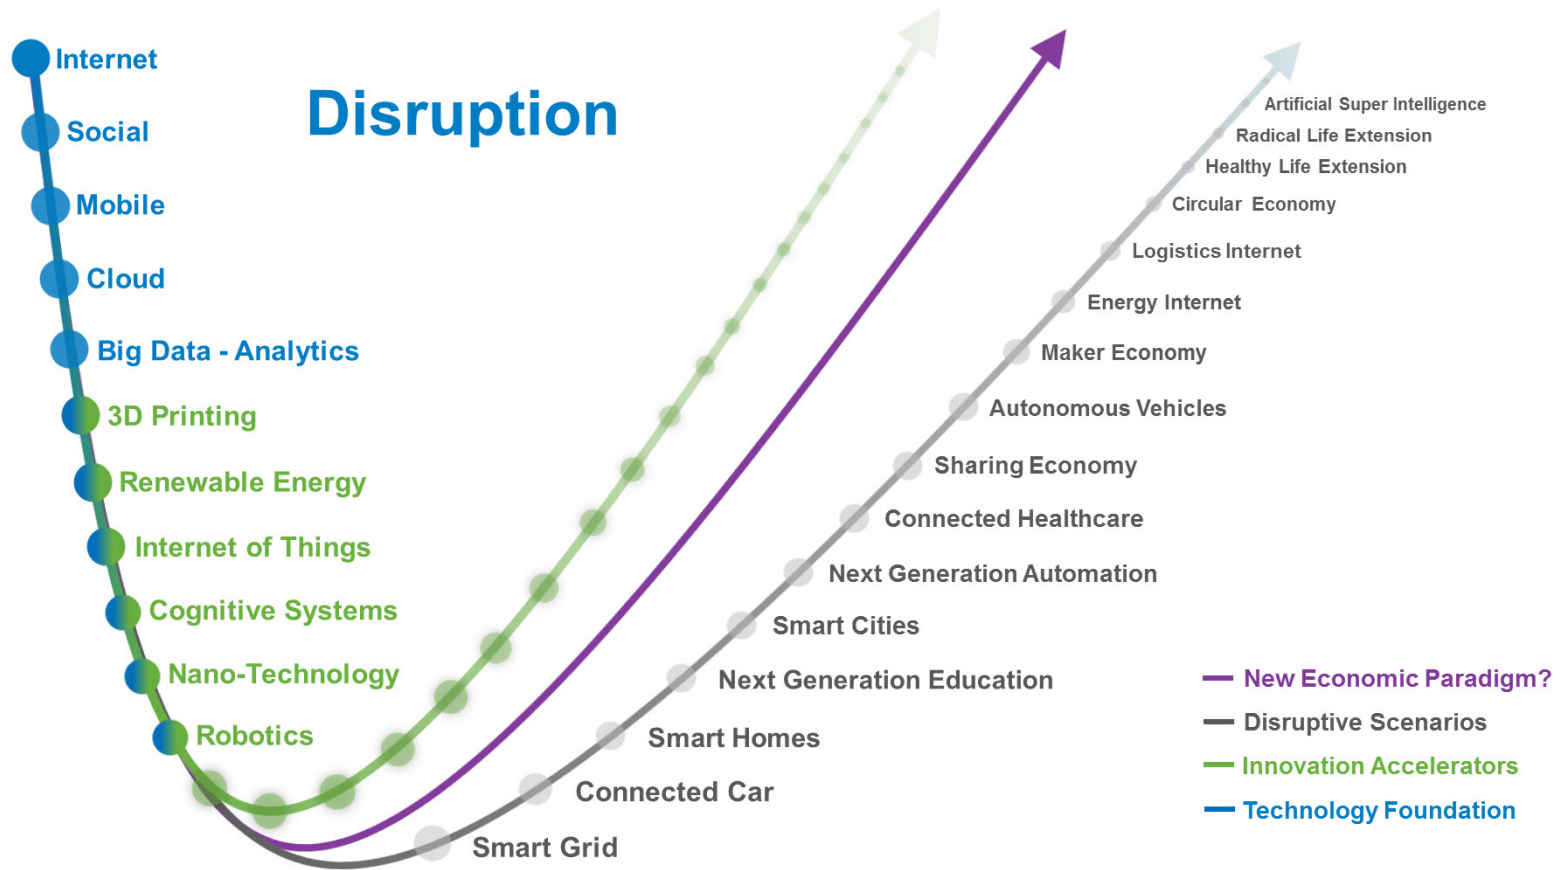 Disruption
Internet
Social
Mobile
Cloud
Big Data - Analytics
3D Printing
Renewable Energy
Internet of Things
Cognitive Systems
Nano-Technology
Robotics
Artificial Super Intelligence
Radical Life Extension
Healthy Life Extension
Circular Economy
Logistics Internet
Energy Internet
Maker Economy
Autonomous Vehicles
Sharing Economy
Connected Healthcare
Next Generation Automation
Smart Cities
Next Generation Education
Smart Homes
Connected Car
Smart Grid
New Economic Paradigm?
Disruptive Scenarios
Innovation Accelerators
Technology Foundation